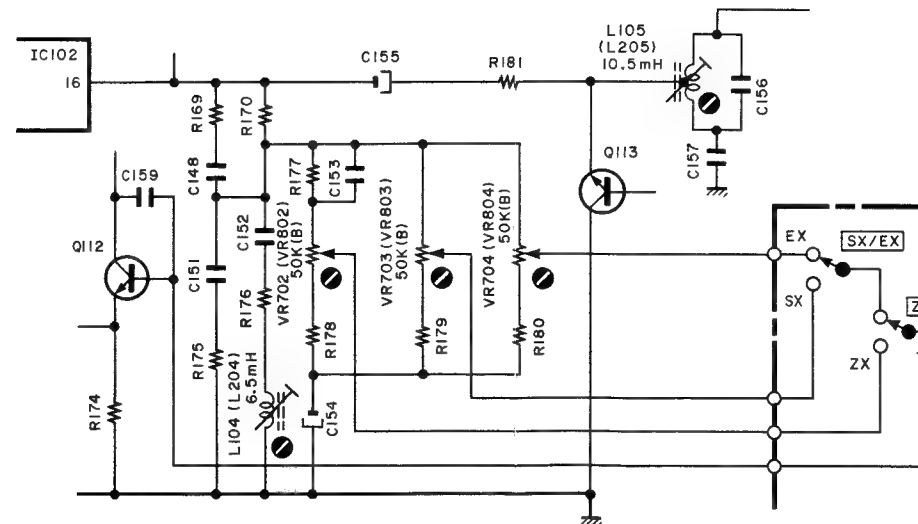 IC102
16
C155
R181
L105
(L205)
10.5mH
C156
R169
R170
C148
R177
C153
Q113
C157
C159
Q112
C151
C152
VR702 (VR802)
50K(B)
VR703 (VR803)
50K(B)
VR704 (VR804)
50K(B)
EX
SX/EX
SX
Z
ZX
R176
R175
R178
R179
R180
R174
L104 (L204)
6.5mH
C154